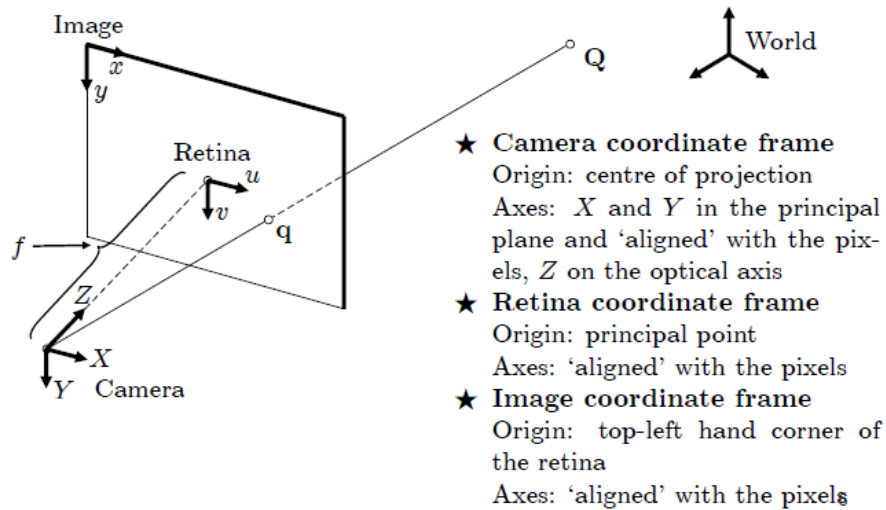 Image
x
y
Q
World
Retina
u
v
q
f
Z
X
Y Camera
★ Camera coordinate frame
Origin: centre of projection
Axes: X and Y in the principal
plane and ‘aligned’ with the pix-
els, Z on the optical axis
★ Retina coordinate frame
Origin: principal point
Axes: ‘aligned’ with the pixels
★ Image coordinate frame
Origin: top-left hand corner of
the retina
Axes: ‘aligned’ with the pixels